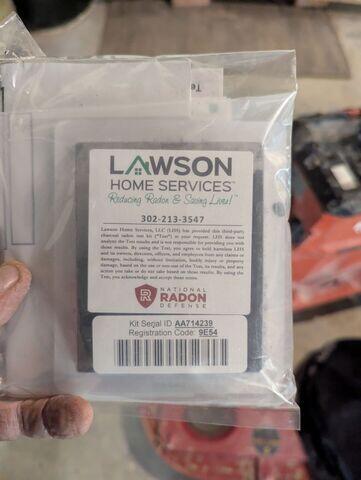 LAWSON
HOME SERVICES™
Reducing Radon & Saving Lives!™
302-213-3547
Lawson Home Services, LLC (LHS) has provided this third-party
charcoal radon test kit ("Test") at your request. LHS does not
analyze the Test results and is not responsible for providing you with
those results. By using the Test, you agree to hold harmless LHS
and its owners, directors, officers, and employees from any claims or
damages, including, without limitation, bodily injury or property
damage, based on the use or non-use of the Test, its results, and any
action you take or do not take based on those results. By using the
Test, you acknowledge and accept these terms.
NATIONAL
RADON
DEFENSE
Kit Serial ID AA714239
Registration Code: 9E54